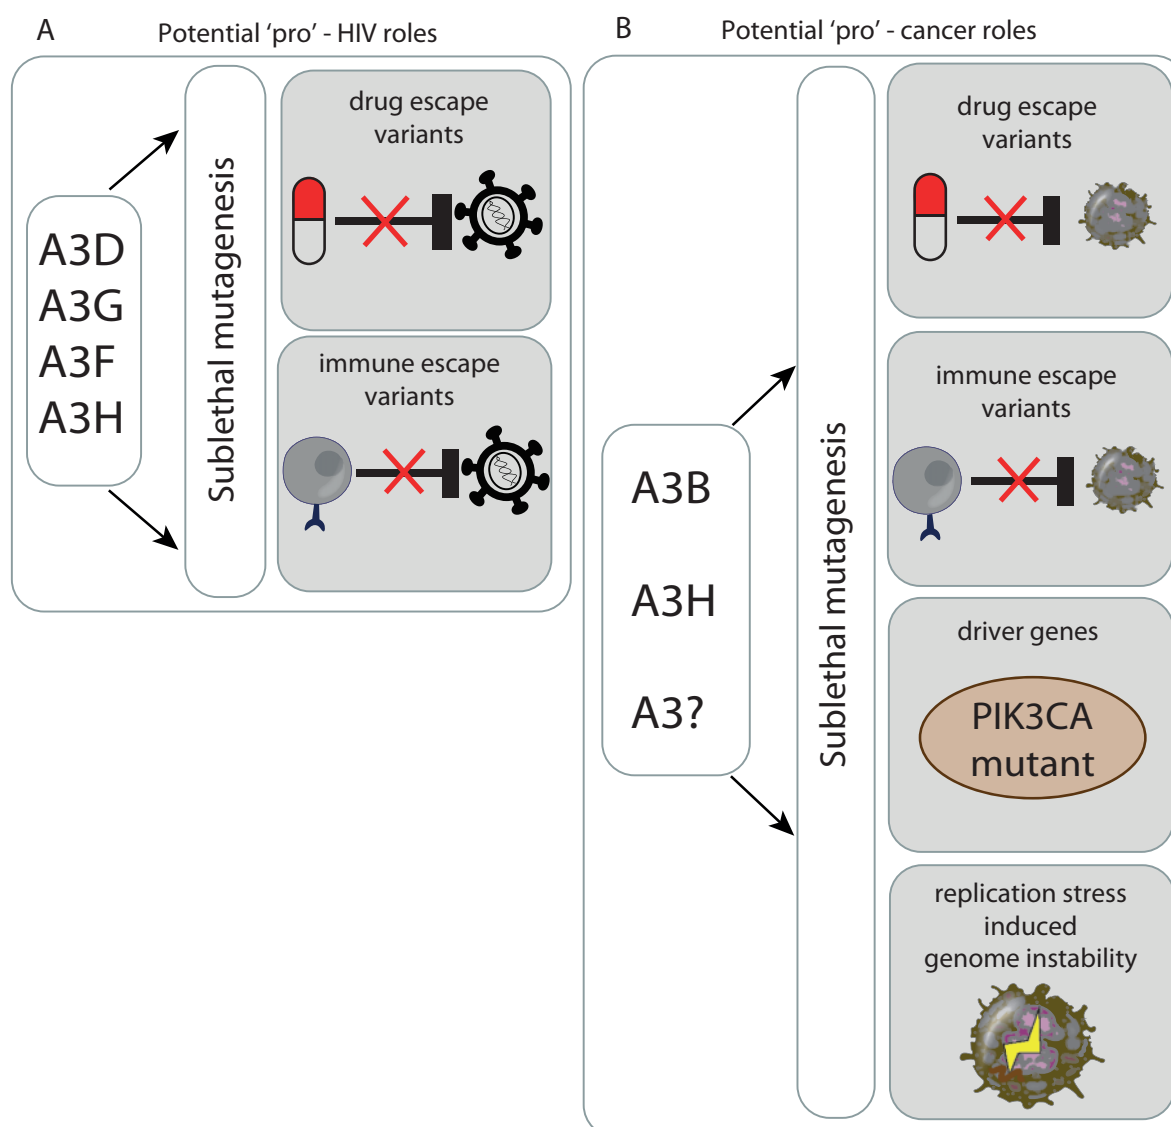 A
Potential ‘pro’ - HIV roles
A3D
A3G
A3F
A3H
Sublethal mutagenesis
drug escape
variants
immune escape
variants
B
Potential ‘pro’ - cancer roles
A3B
A3H
A3?
Sublethal mutagenesis
drug escape
variants
immune escape
variants
driver genes
PIK3CA
mutant
replication stress
induced
genome instability